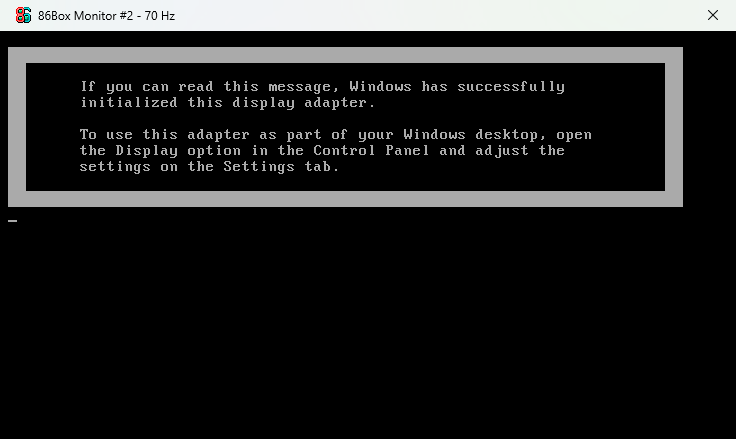 86Box Monitor #2 - 70 Hz
If you can read this message, Windows has successfully
initialized this display adapter.
To use this adapter as part of your Windows desktop, open
the Display option in the Control Panel and adjust the
settings on the Settings tab.